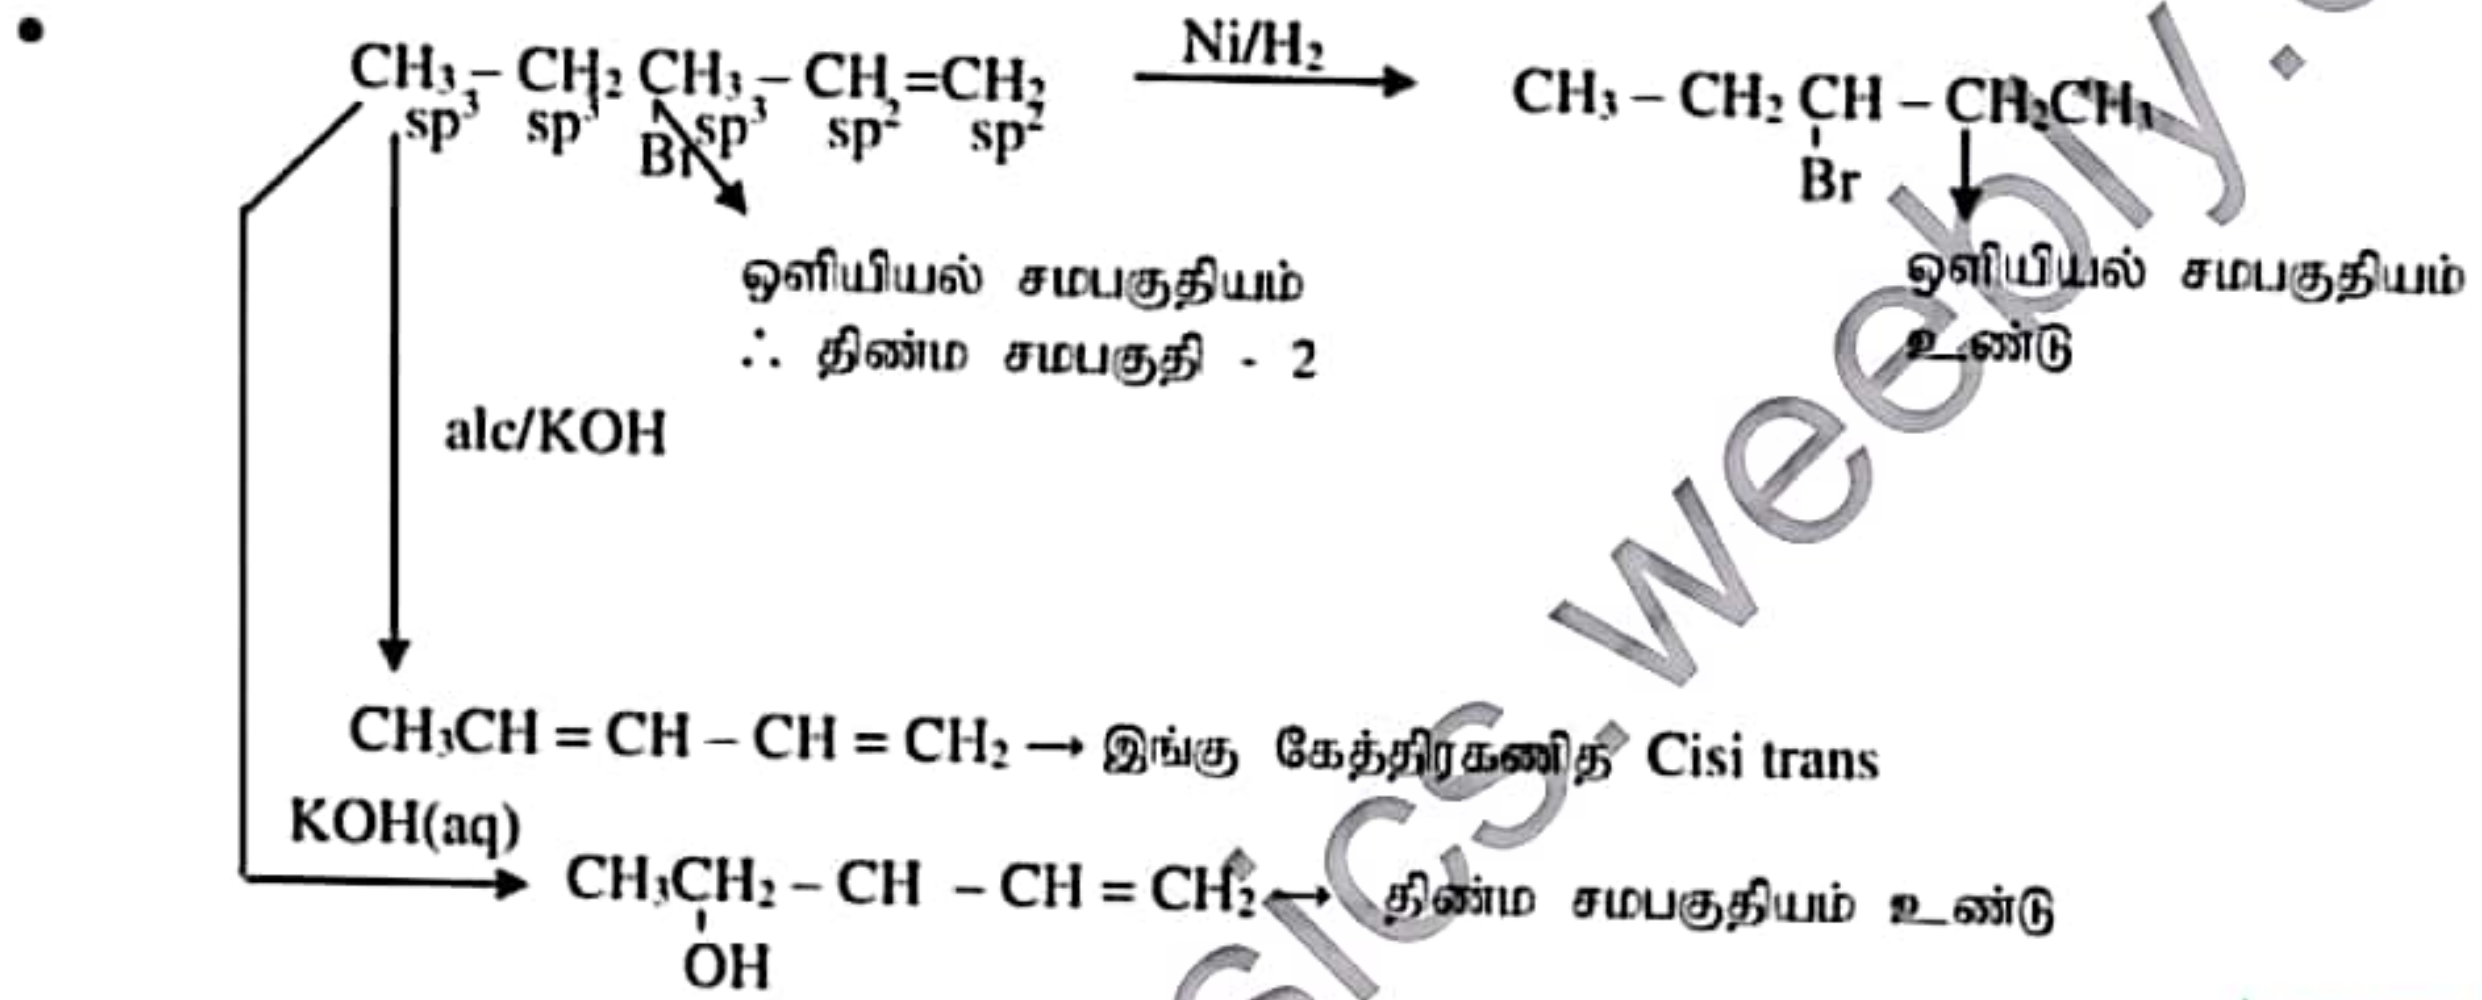 CH₃ – CH₂ CH₃ – CH = CH₂
sp³ sp³ sp³ sp² sp²
Br
Ni/H₂
CH₃ – CH₂ CH – CH₂CH₃
Br
ஒளியியல் சமபகுதியம்
∴ திண்ம சமபகுதி - 2
ஒளியியல் சமபகுதியம்
உண்டு
alc/KOH
CH₃CH = CH – CH = CH₂ → இங்கு கேத்திரகணித Cisi trans
KOH(aq)
CH₃CH₂ – CH – CH = CH₂ → திண்ம சமபகுதியம் உண்டு
OH